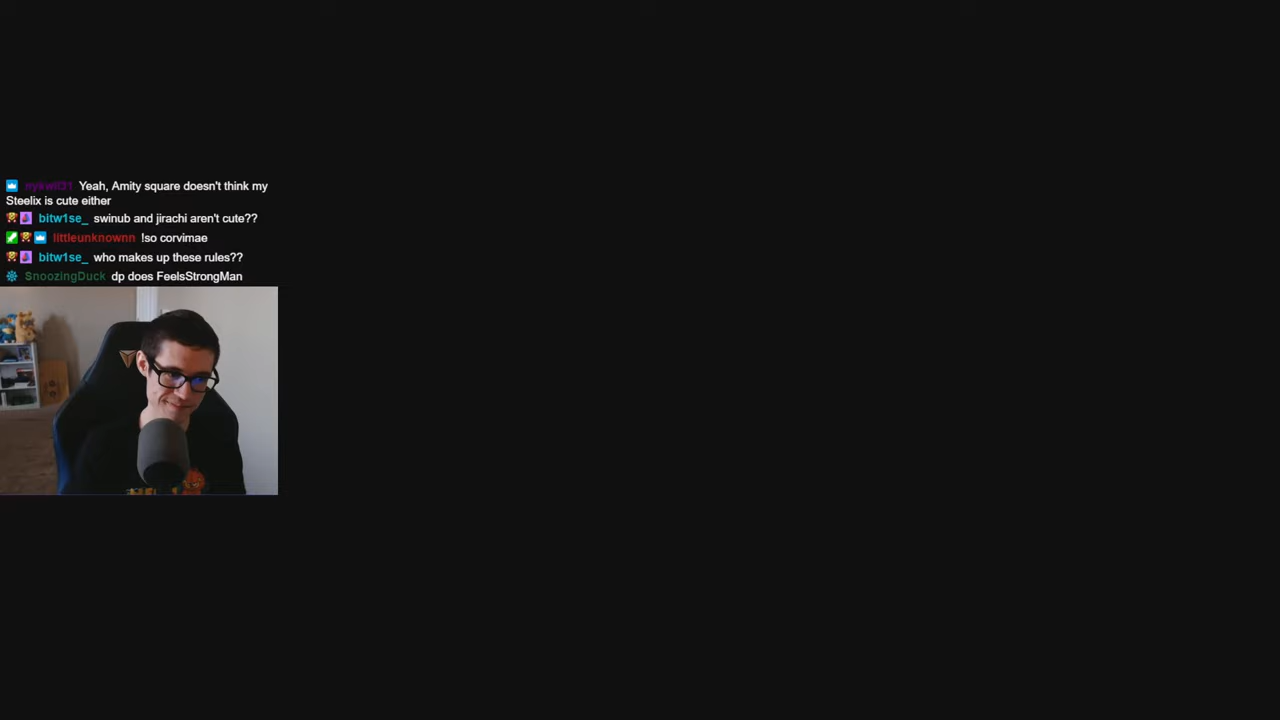 nykwil31 Yeah, Amity square doesn't think my
Steelix is cute either
bitw1se_ swinub and jirachi aren't cute??
littleunknownn !so corvimae
bitw1se_ who makes up these rules??
SnoozingDuck dp does FeelsStrongMan